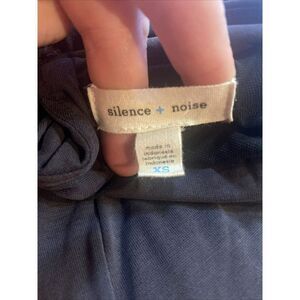 silence + noise
made in
indonesia
fabriqué en
indonésie
XS